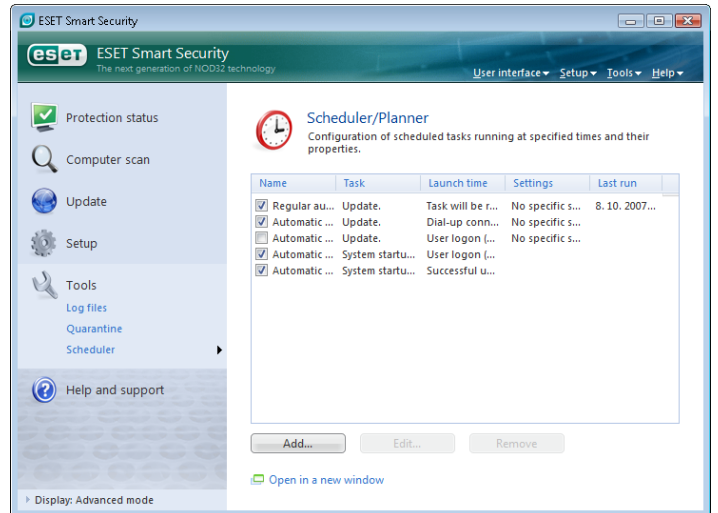 ESET Smart Security
eset ESET Smart Security
The next generation of NOD32 technology
User interface Setup Tools Help
Protection status
Computer scan
Update
Setup
Tools
Log files
Quarantine
Scheduler
Help and support
Display: Advanced mode
Scheduler/Planner
Configuration of scheduled tasks running at specified times and their
properties.
Name Task Launch time Settings Last run
Regular au... Update. Task will be r... No specific s... 8. 10. 2007...
Automatic ... Update. Dial-up conn... No specific s...
Automatic ... Update. User logon (... No specific s...
Automatic ... System startu... User logon (...
Automatic ... System startu... Successful u...
Add... Edit... Remove
Open in a new window